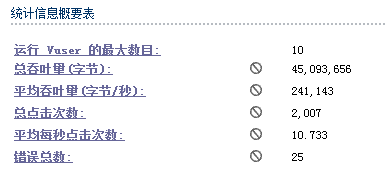 统计信息概要表
运行 Vuser 的最大数目: 10
总吞吐量(字节): 45,093,656
平均吞吐量(字节/秒): 241,143
总点击次数: 2,007
平均每秒点击次数: 10.733
错误总数: 25